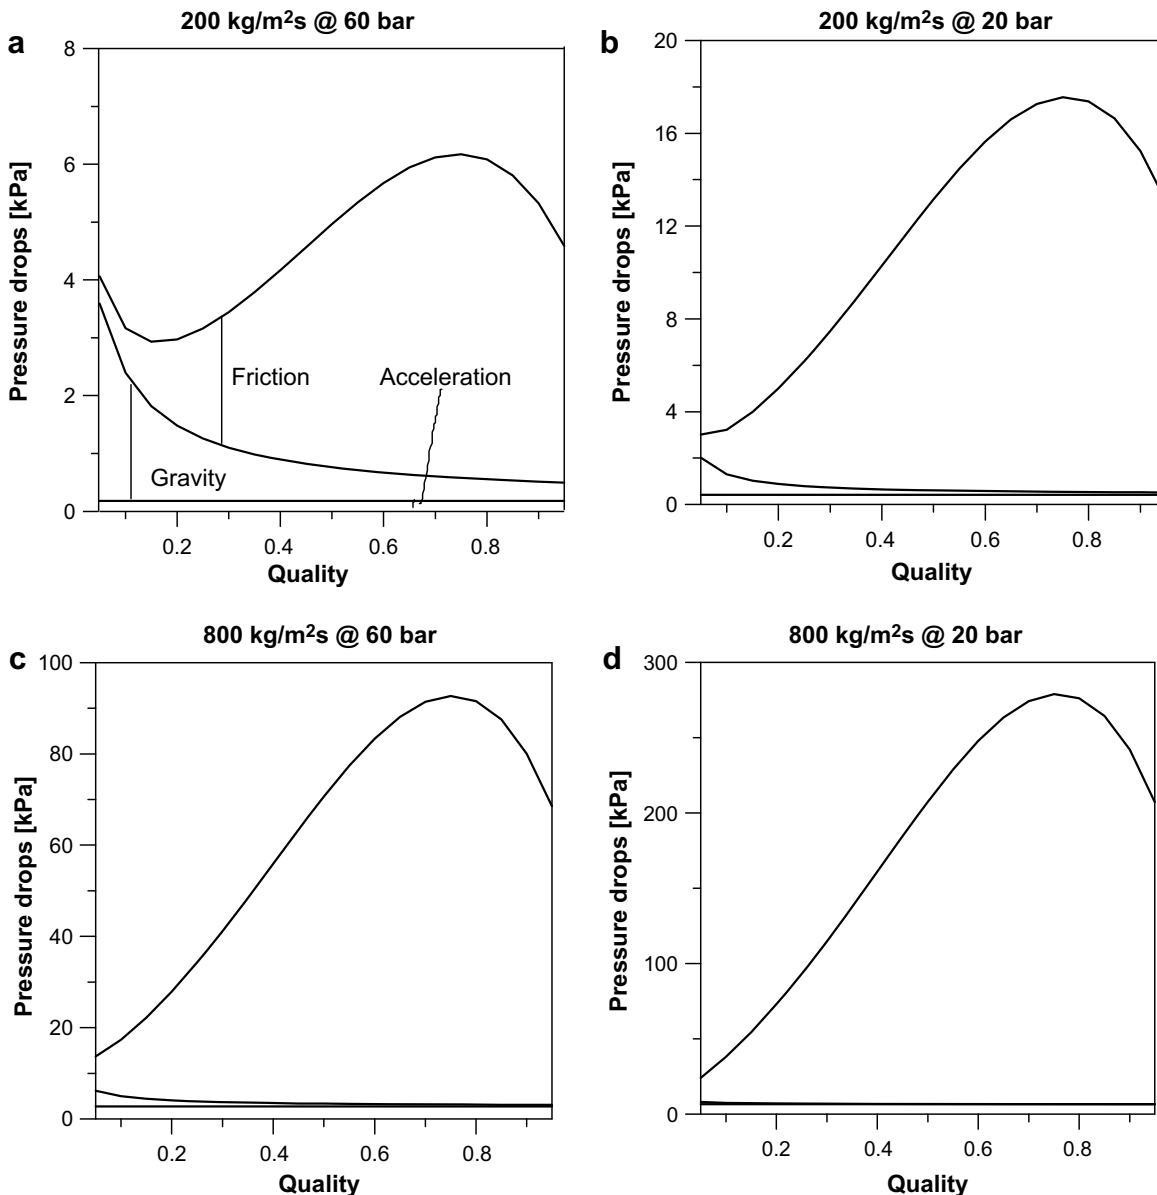 a
200 kg/m²s @ 60 bar
8
6
4
2
0
Pressure drops [kPa]
Friction
Acceleration
Gravity
0.2 0.4 0.6 0.8
Quality
b
200 kg/m²s @ 20 bar
20
16
12
8
4
0
Pressure drops [kPa]
0.2 0.4 0.6 0.8
Quality
c
800 kg/m²s @ 60 bar
100
80
60
40
20
0
Pressure drops [kPa]
0.2 0.4 0.6 0.8
Quality
d
800 kg/m²s @ 20 bar
300
200
100
0
Pressure drops [kPa]
0.2 0.4 0.6 0.8
Quality